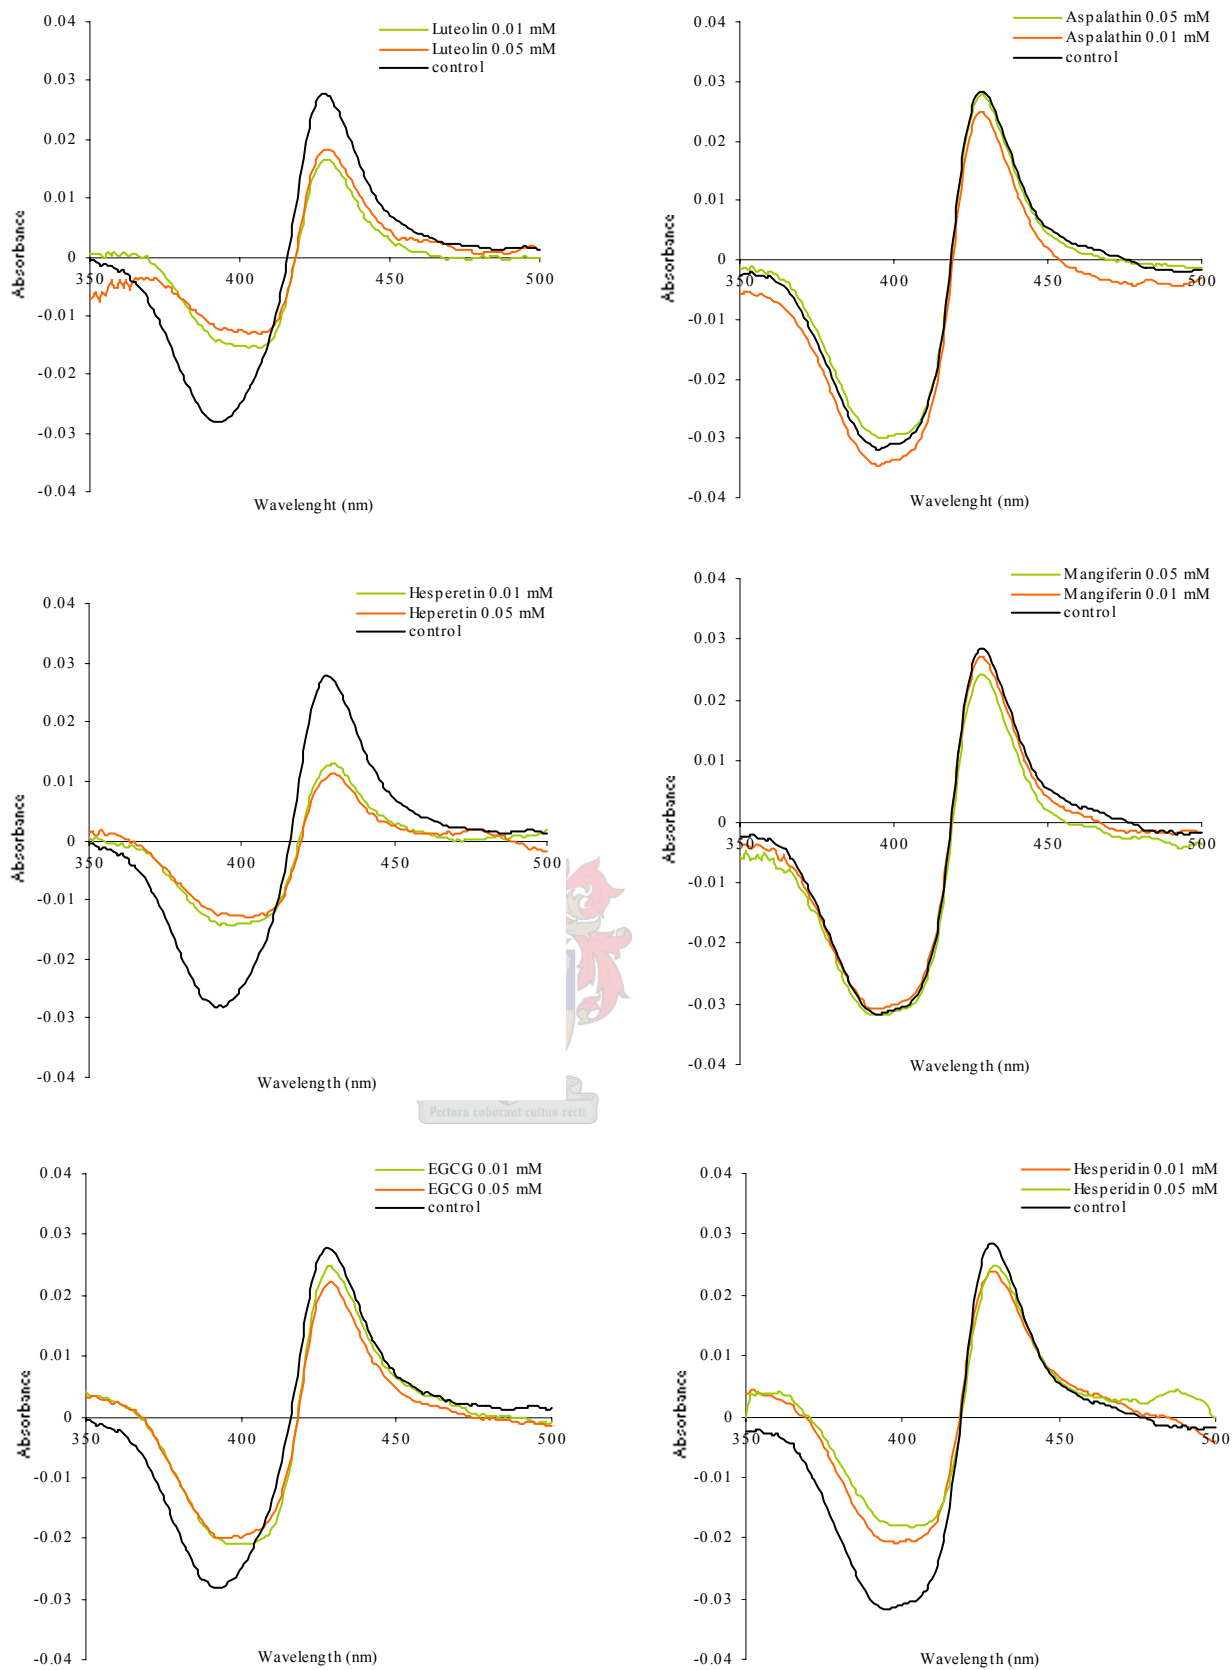 Luteolin 0.01 mM
Luteolin 0.05 mM
control
0.04
0.03
0.02
0.01
0
-0.01
-0.02
-0.03
-0.04
350
400
450
500
Absorbance
Wavelenght (nm)
Aspalathin 0.05 mM
Aspalathin 0.01 mM
control
0.04
0.03
0.02
0.01
0
-0.01
-0.02
-0.03
-0.04
350
400
450
500
Absorbance
Wavelength (nm)
Hesperetin 0.01 mM
Heperetin 0.05 mM
control
0.04
0.03
0.02
0.01
0
-0.01
-0.02
-0.03
-0.04
350
400
450
500
Absorbance
Wavelength (nm)
Mangiferin 0.05 mM
Mangiferin 0.01 mM
control
0.04
0.03
0.02
0.01
0
-0.01
-0.02
-0.03
-0.04
350
400
450
500
Absorbance
Wavelength (nm)
Pectora roborant cultus recti
EGCG 0.01 mM
EGCG 0.05 mM
control
0.04
0.03
0.02
0.01
0
-0.01
-0.02
-0.03
-0.04
350
400
450
500
Absorbance
Wavelength (nm)
Hesperidin 0.01 mM
Hesperidin 0.05 mM
control
0.04
0.03
0.02
0.01
0
-0.01
-0.02
-0.03
-0.04
350
400
450
500
Absorbance
Wavelength (nm)